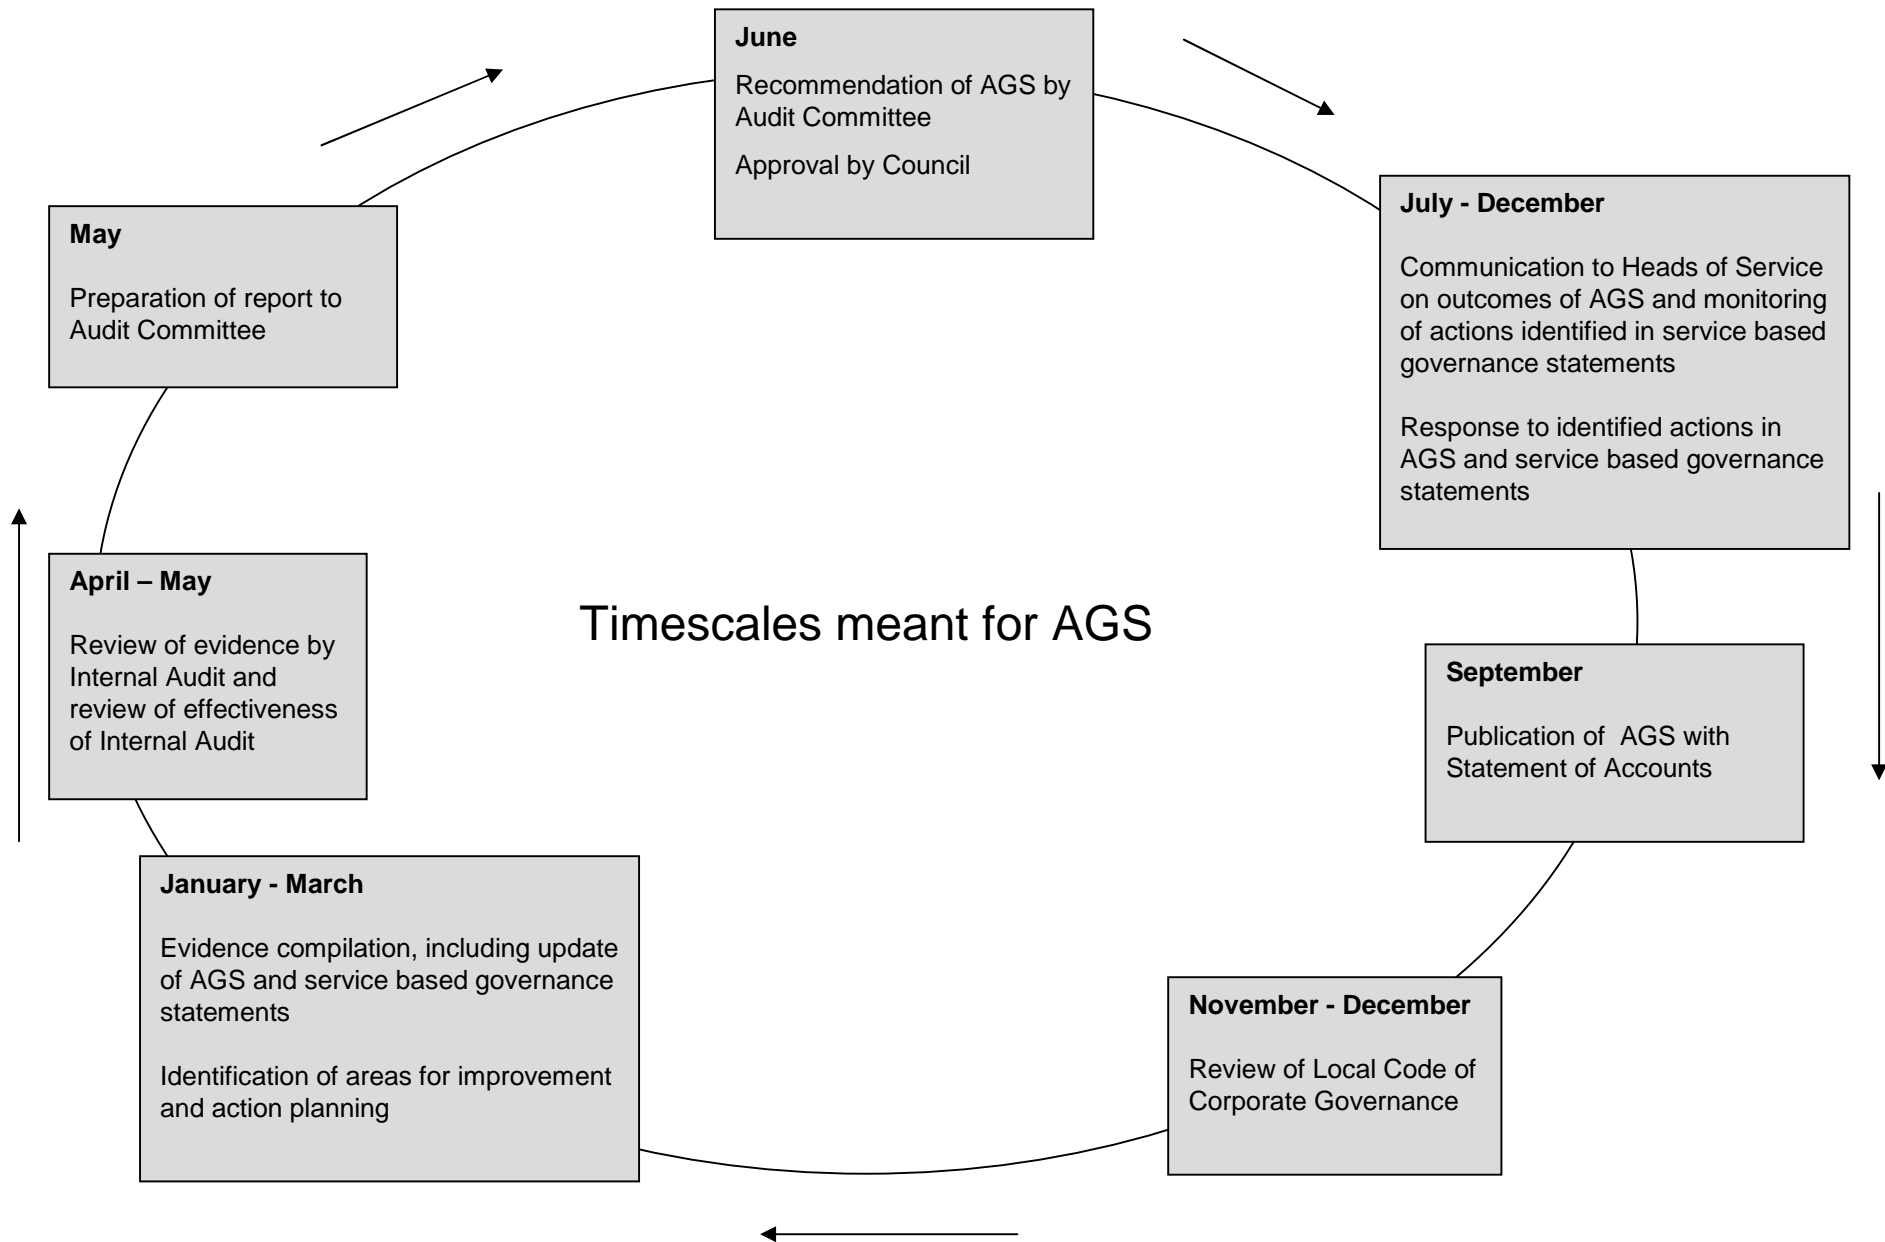 June
Recommendation of AGS by
Audit Committee
Approval by Council
July - December
Communication to Heads of Service
on outcomes of AGS and monitoring
of actions identified in service based
governance statements
Response to identified actions in
AGS and service based governance
statements
September
Publication of  AGS with
Statement of Accounts
November - December
Review of Local Code of
Corporate Governance
January - March
Evidence compilation, including update
of AGS and service based governance
statements
Identification of areas for improvement
and action planning
April – May
Review of evidence by
Internal Audit and
review of effectiveness
of Internal Audit
May
Preparation of report to
Audit Committee
Timescales meant for AGS